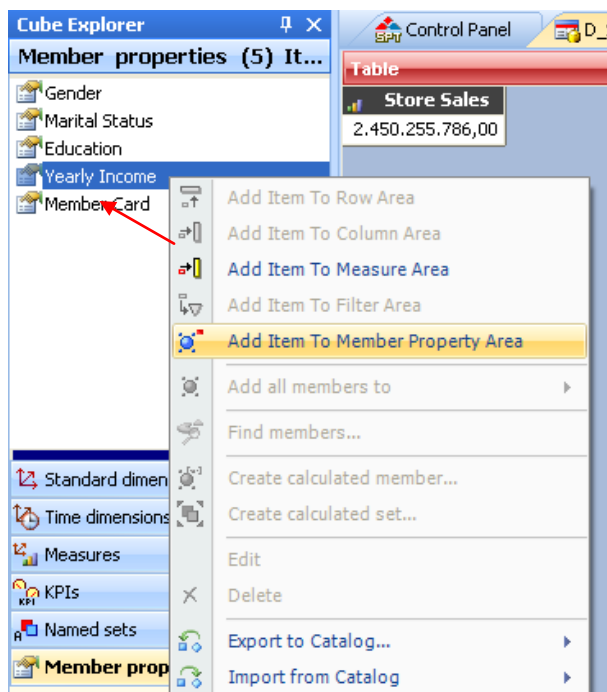 Cube Explorer
Member properties (5) It...
Gender
Marital Status
Education
Yearly Income
Member Card
Control Panel
D_
Table
Store Sales
2.450.255.786,00
Add Item To Row Area
Add Item To Column Area
Add Item To Measure Area
Add Item To Filter Area
Add Item To Member Property Area
Add all members to
Find members...
Create calculated member...
Create calculated set...
Edit
Delete
Export to Catalog...
Import from Catalog
Standard dimen
Time dimensions
Measures
KPIs
Named sets
Member prop